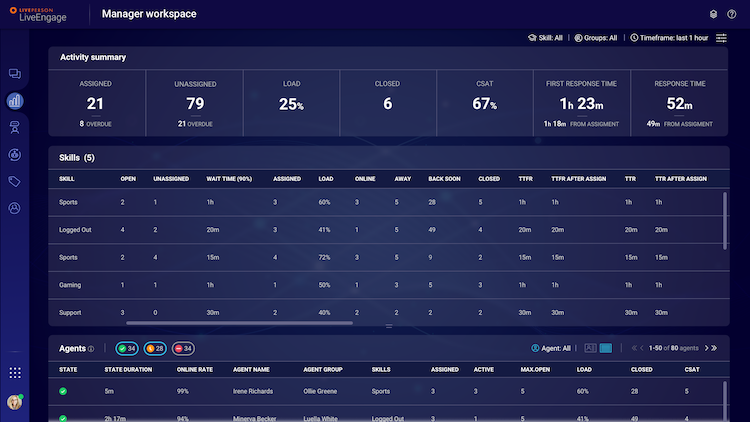 LIVEPERSON
LiveEngage
Manager workspace
Skill: All Groups: All Timeframe: last 1 hour
Activity summary
ASSIGNED UNASSIGNED LOAD CLOSED CSAT FIRST RESPONSE TIME RESPONSE TIME
21 79 25% 6 67% 1h 23m 52m
8 OVERDUE 21 OVERDUE 1h 18m FROM ASSIGMENT 49m FROM ASSIGMENT
Skills (5)
SKILL OPEN UNASSIGNED WAIT TIME (90%) ASSIGNED LOAD ONLINE AWAY BACK SOON CLOSED TTFR TTFR AFTER ASSIGN TTR TTR AFTER ASSIGN
Sports 2 1 1h 3 60% 3 5 28 5 1h 1h 1h 1h
Logged Out 4 2 20m 3 41% 1 5 49 4 20m 20m 20m 20m
Sports 2 4 15m 4 72% 5 5 9 2 15m 15m 15m 15m
Gaming 1 1 1h 1 50% 1 3 5 3 1h 1h 1h 1h
Support 3 0 30m 2 40% 2 2 2 2 30m 30m 30m 30m
Agents 34 28 34 Agent: All 1-50 of 80 agents
STATE STATE DURATION ONLINE RATE AGENT NAME AGENT GROUP SKILLS ASSIGNED ACTIVE MAX.OPEN LOAD CLOSED CSAT
5m 99% Irene Richards Ollie Greene Sports 3 3 5 60% 28 5
2h 17m 94% Minerva Becker Luella White Logged Out 3 1 5 41% 49 4